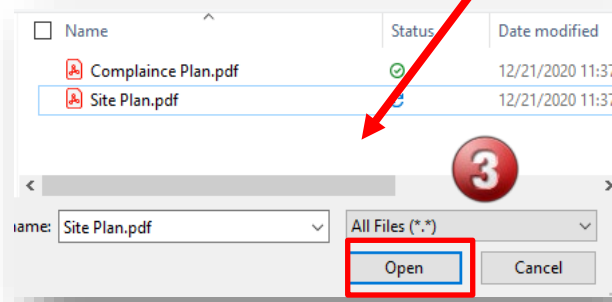 Name Status Date modified
Complaince Plan.pdf 12/21/2020 11:37
Site Plan.pdf 12/21/2020 11:37
3
name: Site Plan.pdf All Files (*.*)
Open Cancel